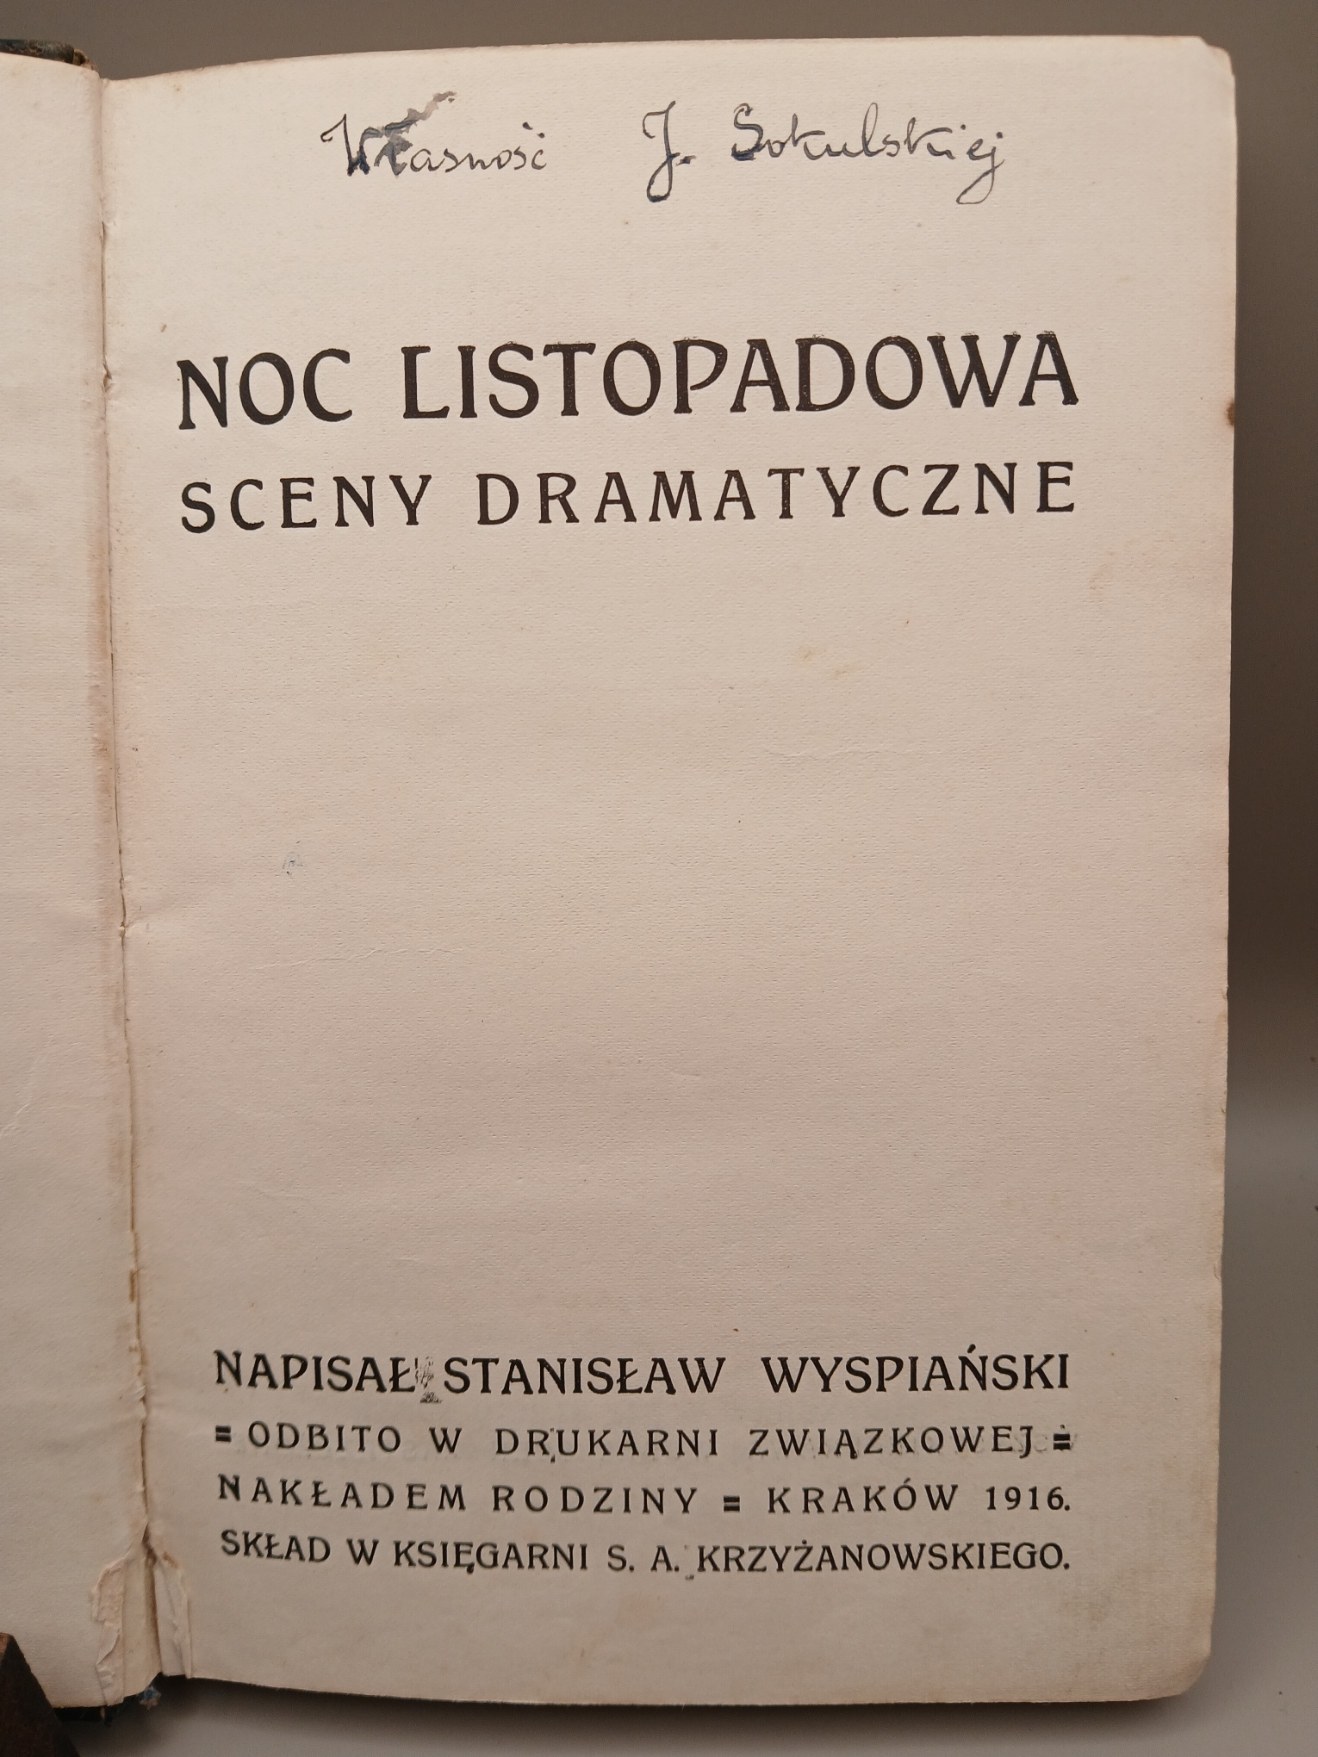 Własność J. Sokulskiej
NOC LISTOPADOWA
SCENY DRAMATYCZNE
NAPISAŁ STANISŁAW WYSPIAŃSKI
= ODBITO W DRUKARNI ZWIĄZKOWEJ =
NAKŁADEM RODZINY = KRAKÓW 1916.
SKŁAD W KSIĘGARNI S. A. KRZYŻANOWSKIEGO.